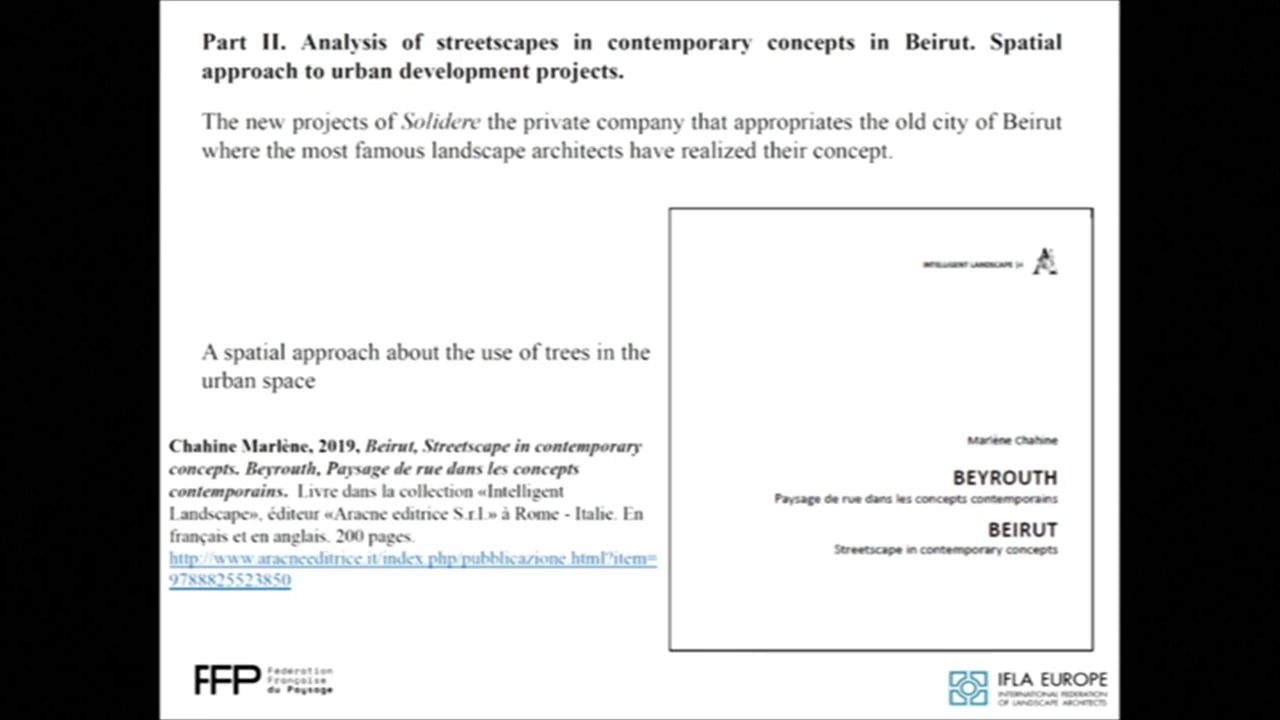 Part II. Analysis of streetscapes in contemporary concepts in Beirut. Spatial
approach to urban development projects.
The new projects of Solidere the private company that appropriates the old city of Beirut
where the most famous landscape architects have realized their concept.
INTELLIGENT LANDSCAPE
A spatial approach about the use of trees in the
urban space
Chahine Marlène, 2019, Beirut, Streetscape in contemporary
concepts. Beyrouth, Paysage de rue dans les concepts
contemporains. Livre dans la collection «Intelligent
Landscape», éditeur «Aracne editrice S.r.l.» à Rome - Italie. En
français et en anglais. 200 pages.
http://www.aracneeditrice.it/index.php/pubblicazione.html?item=
9788825523850
Marlène Chahine
BEYROUTH
Paysage de rue dans les concepts contemporains
BEIRUT
Streetscape in contemporary concepts
FFP
Fédération
Française
du Paysage
IFLA EUROPE
INTERNATIONAL FEDERATION
OF LANDSCAPE ARCHITECTS